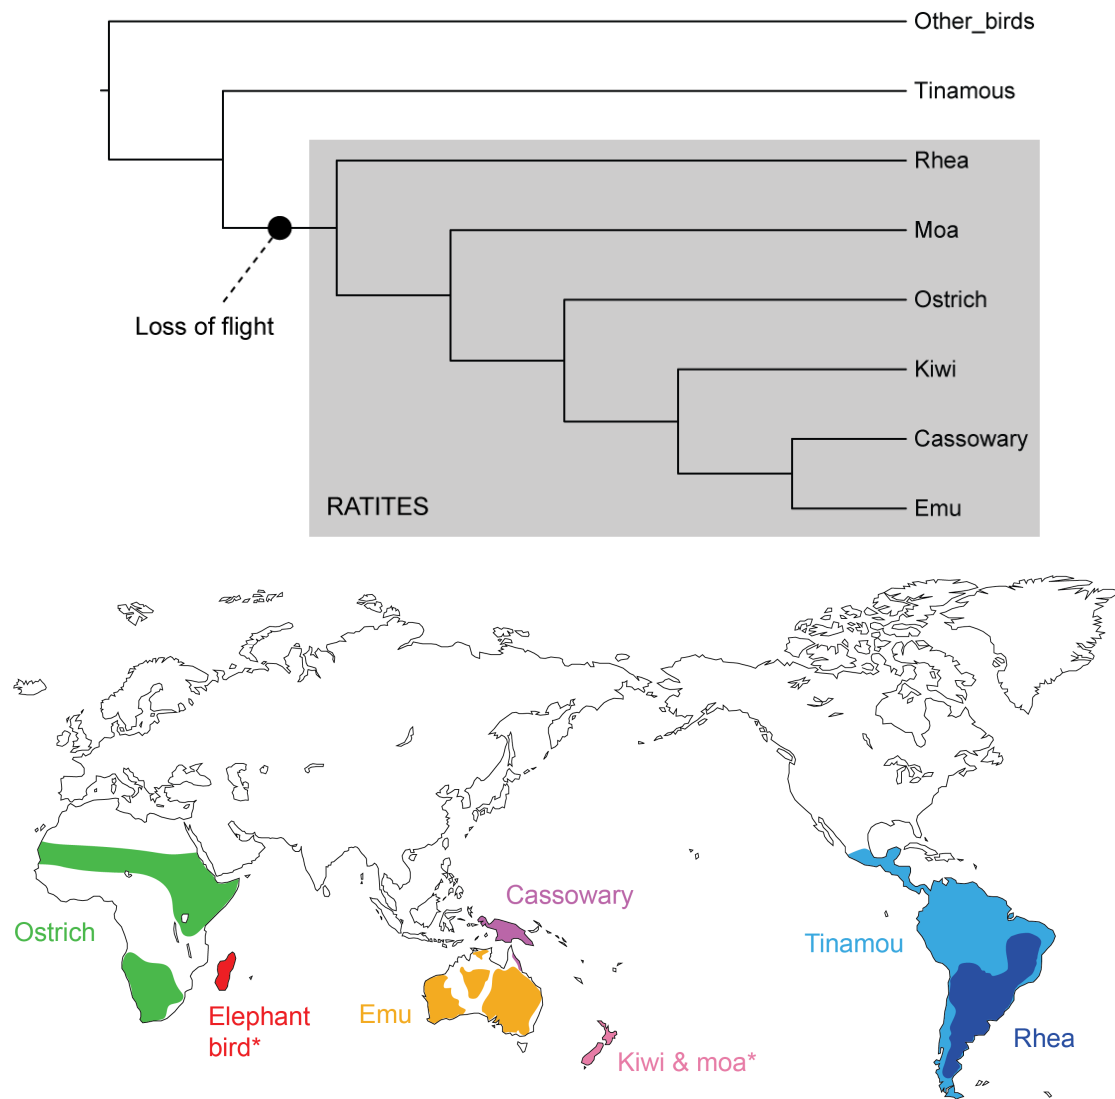 Other_birds
Tinamous
Rhea
Moa
Loss of flight
Ostrich
Kiwi
Cassowary
RATITES
Emu
Cassowary
Ostrich
Tinamou
Elephant
bird*
Emu
Kiwi & moa*
Rhea